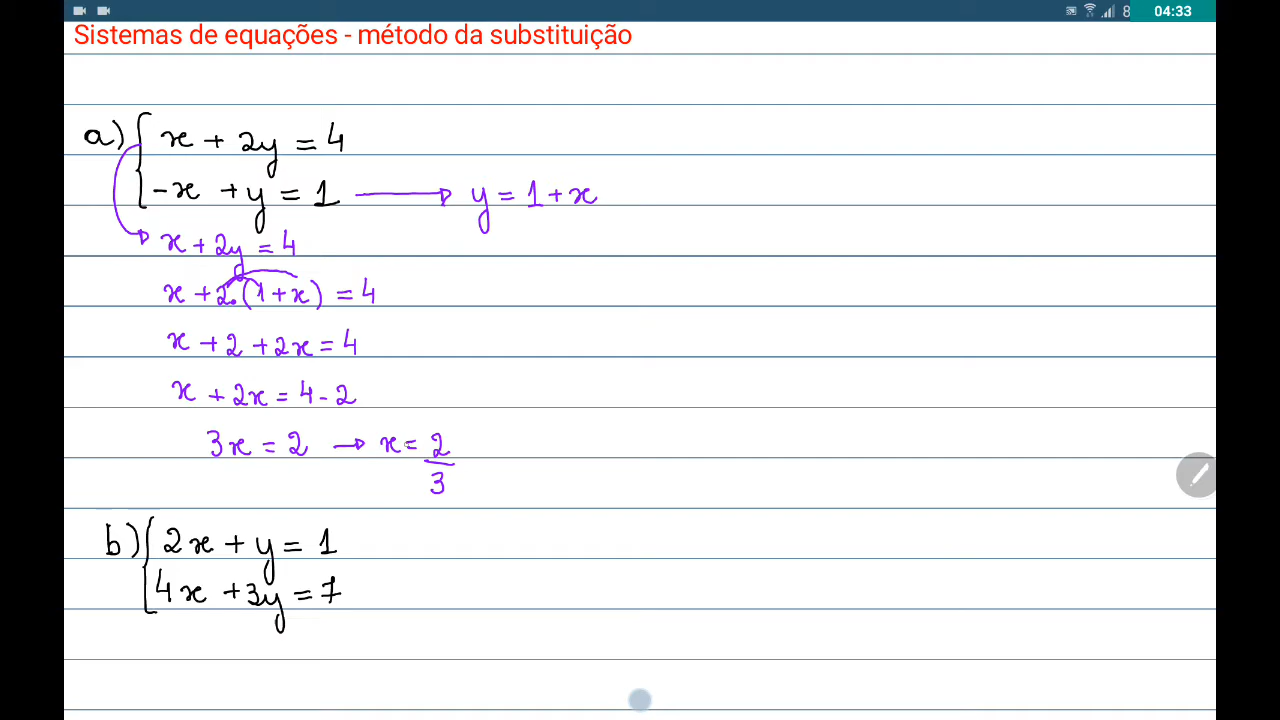 8 04:33
Sistemas de equações - método da substituição
a) { x + 2y = 4
-x + y = 1 → y = 1 + x
x + 2y = 4
x + 2.(1 + x) = 4
x + 2 + 2x = 4
x + 2x = 4 - 2
3x = 2 → x = 2/3
b) { 2x + y = 1
4x + 3y = 7